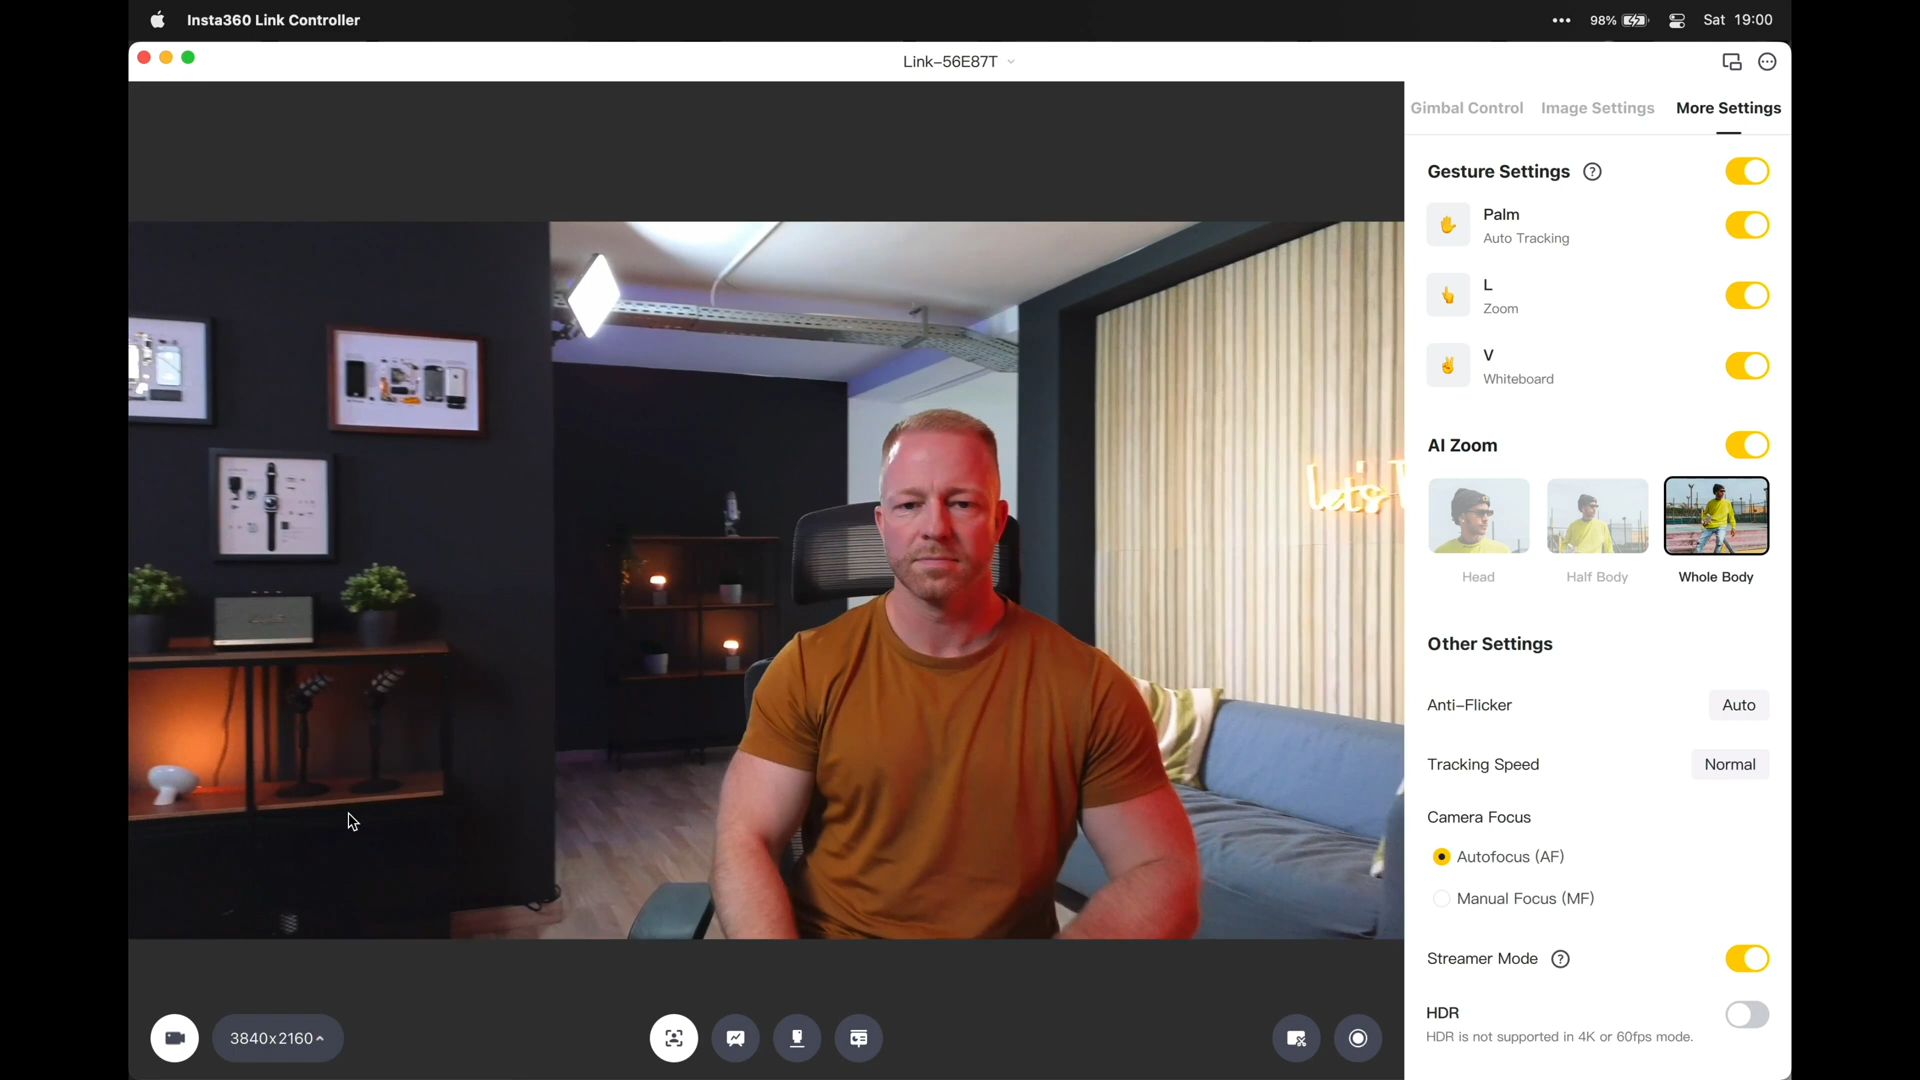 Insta360 Link Controller
98%
Sat 19:00
Link-56E87T
Gimbal Control
Image Settings
More Settings
Gesture Settings ?
Palm
Auto Tracking
L
Zoom
V
Whiteboard
AI Zoom
let's
Head
Half Body
Whole Body
Other Settings
Anti-Flicker
Auto
Tracking Speed
Normal
Camera Focus
Autofocus (AF)
Manual Focus (MF)
Streamer Mode ?
HDR
HDR is not supported in 4K or 60fps mode.
3840x2160